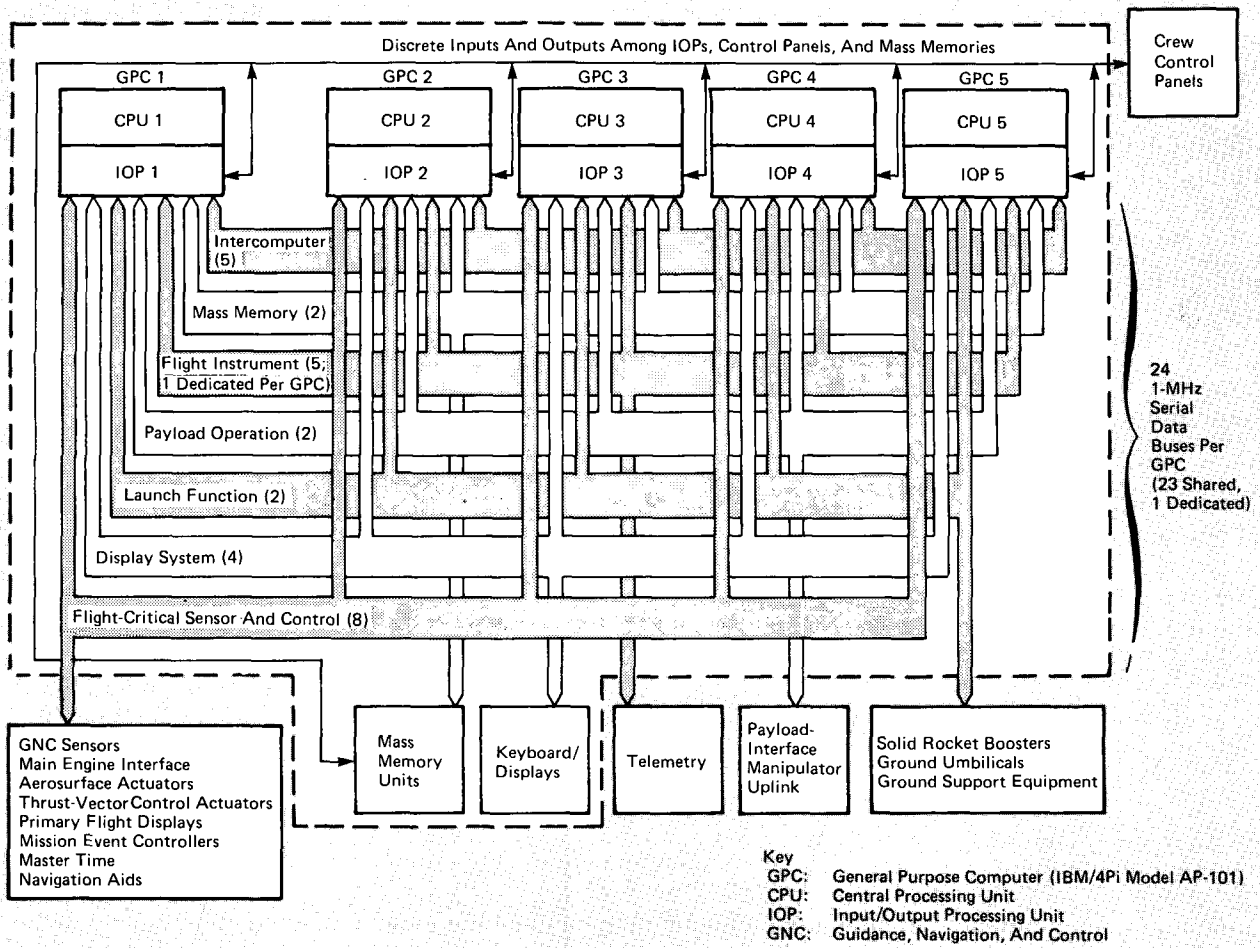 Discrete Inputs And Outputs Among IOPs, Control Panels, And Mass Memories
Crew
Control
Panels
GPC 1
GPC 2
GPC 3
GPC 4
GPC 5
CPU 1
CPU 2
CPU 3
CPU 4
CPU 5
IOP 1
IOP 2
IOP 3
IOP 4
IOP 5
Intercomputer
(5)
Mass Memory (2)
Flight Instrument (5,
1 Dedicated Per GPC)
Payload Operation (2)
Launch Function (2)
Display System (4)
Flight-Critical Sensor And Control (8)
24
1-MHz
Serial
Data
Buses Per
GPC
(23 Shared,
1 Dedicated)
GNC Sensors
Main Engine Interface
Aerosurface Actuators
Thrust-Vector Control Actuators
Primary Flight Displays
Mission Event Controllers
Master Time
Navigation Aids
Mass
Memory
Units
Keyboard/
Displays
Telemetry
Payload-
Interface
Manipulator
Uplink
Solid Rocket Boosters
Ground Umbilicals
Ground Support Equipment
Key
GPC: General Purpose Computer (IBM/4Pi Model AP-101)
CPU: Central Processing Unit
IOP: Input/Output Processing Unit
GNC: Guidance, Navigation, And Control